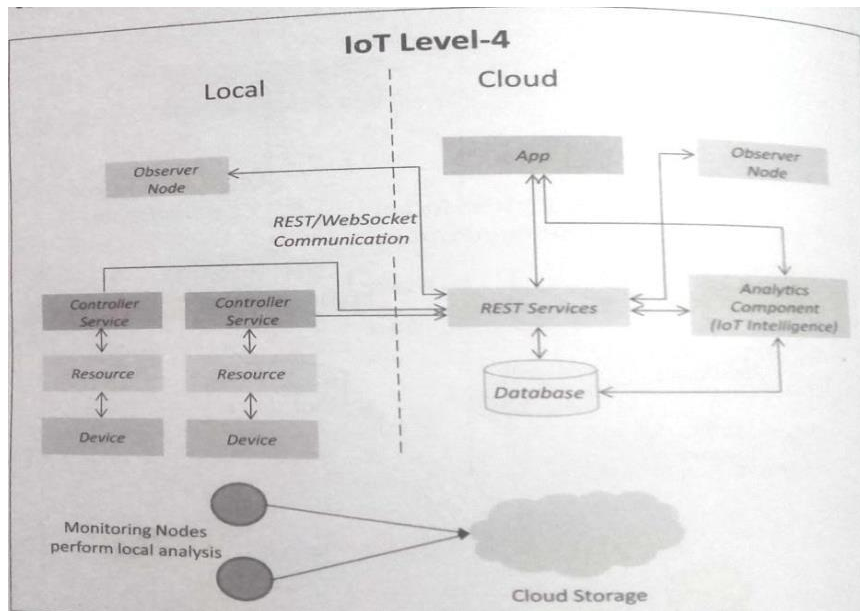 IoT Level-4
Local
Cloud
Observer
Node
App
Observer
Node
REST/WebSocket
Communication
Controller
Service
Controller
Service
REST Services
Analytics
Component
(IoT Intelligence)
Resource
Resource
Database
Device
Device
Monitoring Nodes
perform local analysis
Cloud Storage